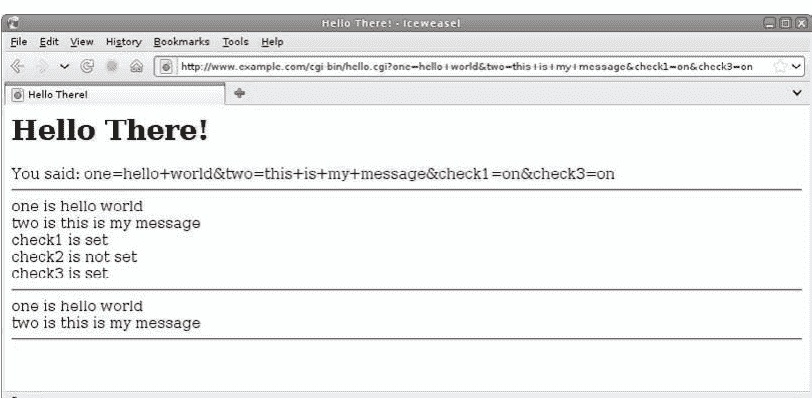 Hello There! - Iceweasel
File Edit View History Bookmarks Tools Help
http://www.example.com/cgi-bin/hello.cgi?one=hello+world&two=this+is+my+message&check1=on&check3=on
Hello There!
Hello There!
You said: one=hello+world&two=this+is+my+message&check1=on&check3=on
one is hello world
two is this is my message
check1 is set
check2 is not set
check3 is set
one is hello world
two is this is my message